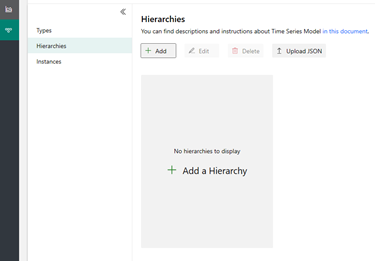 Hierarchies
You can find descriptions and instructions about Time Series Model in this document.
Types
Hierarchies
Instances
Add
Edit
Delete
Upload JSON
No hierarchies to display
Add a Hierarchy